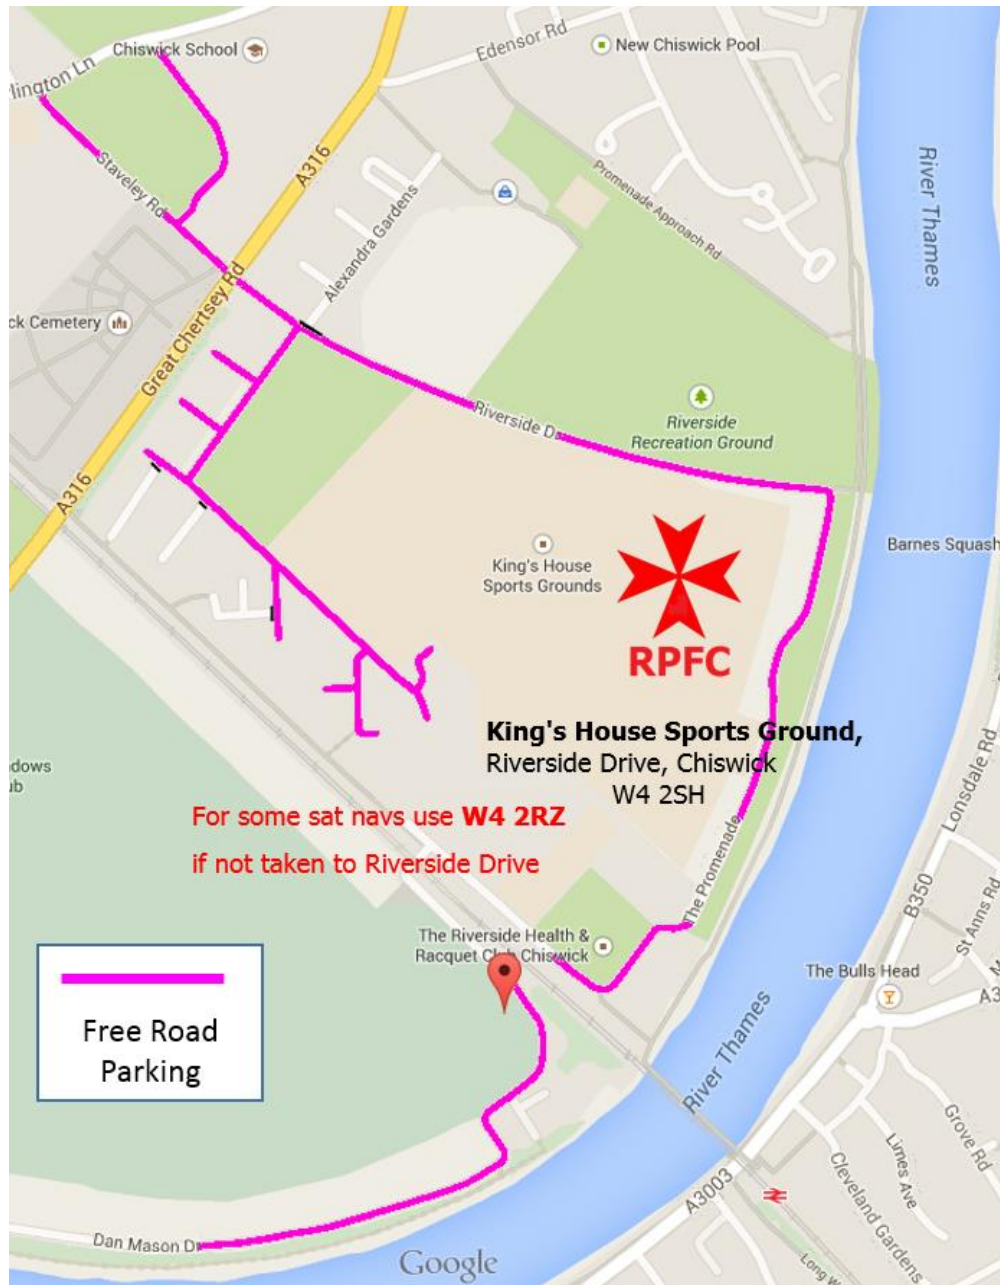 Chiswick School
Edensor Rd
New Chiswick Pool
lington Ln
A316
Staveley Rd
Promenade Approach Rd
River Thames
Alexandra Gardens
Great Chertsey Rd
ck Cemetery
Riverside Dr
Riverside
Recreation Ground
A316
King's House
Sports Grounds
Barnes Squash
RPFC
King's House Sports Ground,
Riverside Drive, Chiswick
W4 2SH
dows
ub
For some sat navs use W4 2RZ
if not taken to Riverside Drive
Lonsdale Rd
The Promenade
B350
St Anns Rd
The Riverside Health &
Racquet Club Chiswick
The Bulls Head
A3
Free Road
Parking
River Thames
Grove Rd
Limes Ave
Cleveland Gardens
A3003
Dan Mason Dr
Google
Long W